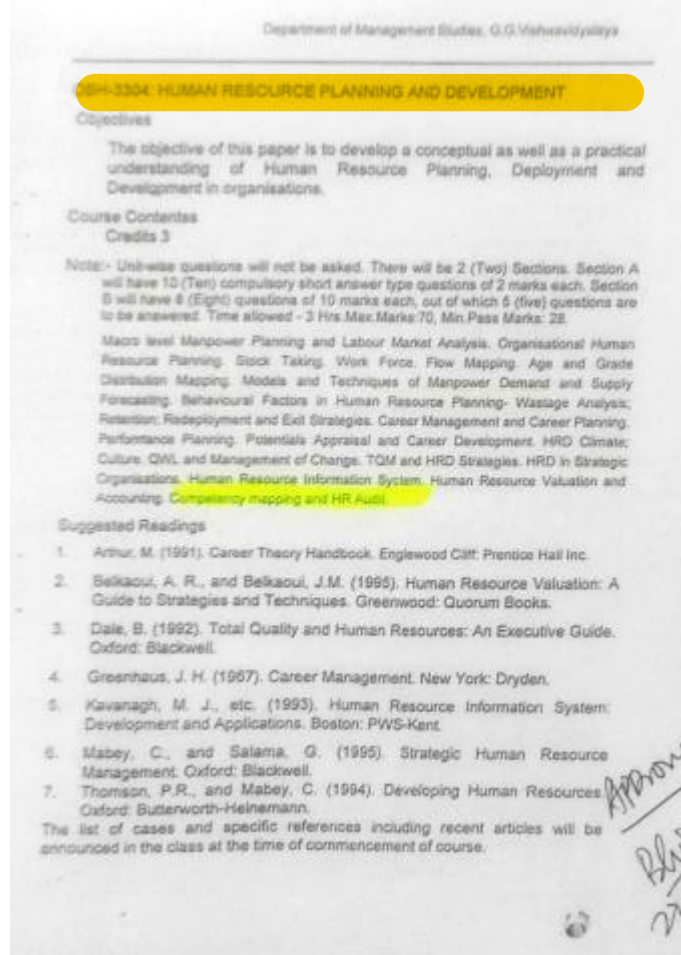 Department of Management Studies, G.G.Vishwavidyalaya
DBH-3304: HUMAN RESOURCE PLANNING AND DEVELOPMENT
Objectives
The objective of this paper is to develop a conceptual as well as a practical
understanding of Human Resource Planning, Deployment and
Development in organisations.
Course Contentes
Credits 3
Note:- Unit-wise questions will not be asked. There will be 2 (Two) Sections. Section A
will have 10 (Ten) compulsory short answer type questions of 2 marks each. Section
B will have 8 (Eight) questions of 10 marks each, out of which 5 (five) questions are
to be answered. Time allowed - 3 Hrs.Max.Marks:70, Min.Pass Marks: 28.
Macro level Manpower Planning and Labour Market Analysis. Organisational Human
Resource Planning. Stock Taking. Work Force. Flow Mapping. Age and Grade
Distribution Mapping. Models and Techniques of Manpower Demand and Supply
Forecasting. Behavioural Factors in Human Resource Planning- Wastage Analysis;
Retention; Redeployment and Exit Strategies. Career Management and Career Planning.
Performance Planning. Potentials Appraisal and Career Development. HRD Climate;
Culture. QWL and Management of Change. TQM and HRD Strategies. HRD in Strategic
Organisations. Human Resource Information System. Human Resource Valuation and
Accounting. Competency mapping and HR Audit.
Suggested Readings
1. Arthur, M. (1991). Career Theory Handbook. Englewood Cliff: Prentice Hall Inc.
2. Belkaoui, A. R., and Belkaoui, J.M. (1995). Human Resource Valuation: A
Guide to Strategies and Techniques. Greenwood: Quorum Books.
3. Dale, B. (1992). Total Quality and Human Resources: An Executive Guide.
Oxford: Blackwell.
4. Greenhaus, J. H. (1987). Career Management. New York: Dryden.
5. Kavanagh, M. J., etc. (1993). Human Resource Information System:
Development and Applications. Boston: PWS-Kent.
6. Mabey, C., and Salama, G. (1995). Strategic Human Resource
Management. Oxford: Blackwell.
7. Thomson, P.R., and Mabey, C. (1994). Developing Human Resources.
Oxford: Butterworth-Heinemann.
The list of cases and specific references including recent articles will be
announced in the class at the time of commencement of course.